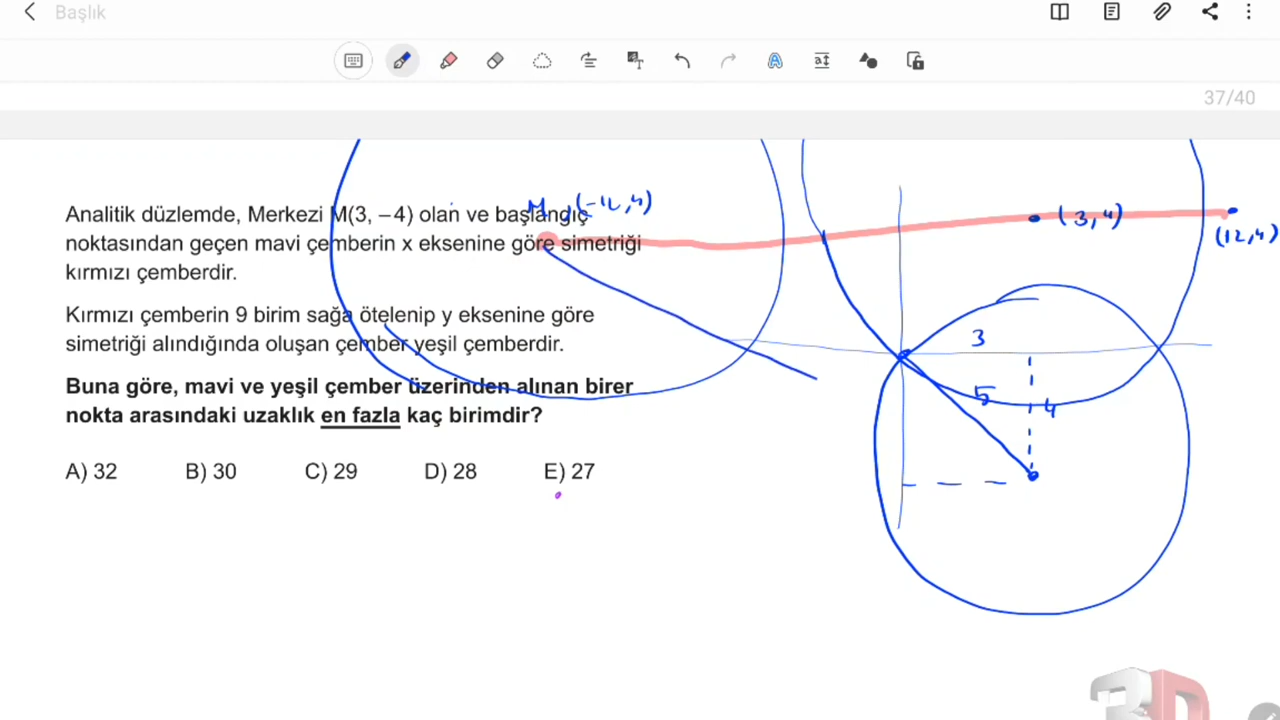 Başlık
37/40
Analitik düzlemde, Merkezi M(3, −4) olan ve başlangıç
noktasından geçen mavi çemberin x eksenine göre simetriği
kırmızı çemberdir.
Kırmızı çemberin 9 birim sağa ötelenip y eksenine göre
simetriği alındığında oluşan çember yeşil çemberdir.
Buna göre, mavi ve yeşil çember üzerinden alınan birer
nokta arasındaki uzaklık en fazla kaç birimdir?
A) 32 B) 30 C) 29 D) 28 E) 27
M (-12,4)
(3,4)
(12,4)
3
5
4
3D